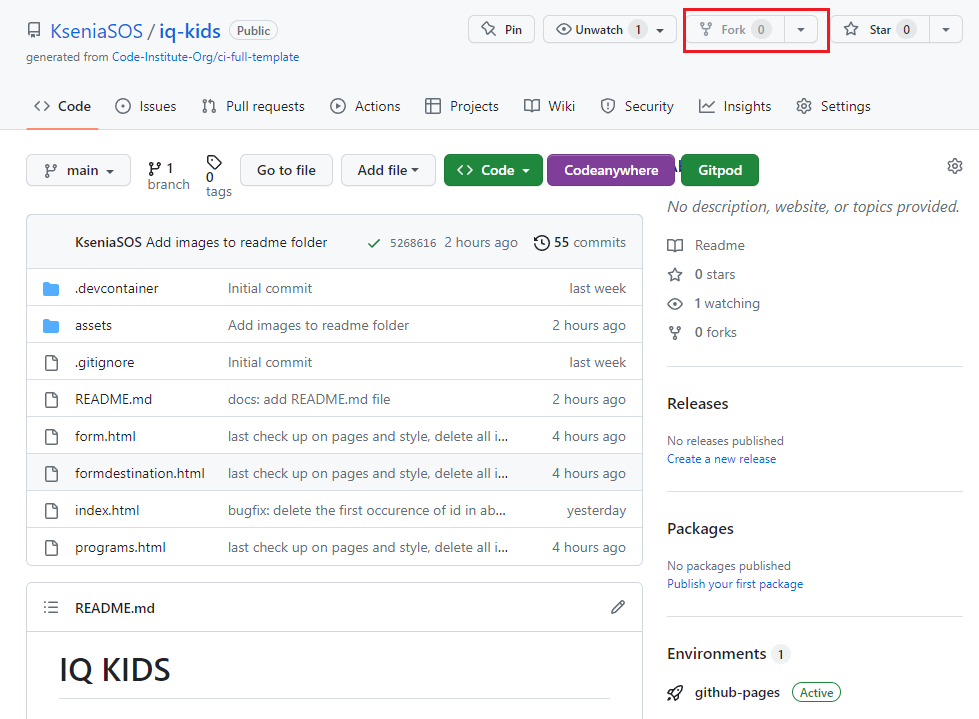 KseniaSOS / iq-kids Public
Pin
Unwatch 1
Fork 0
Star 0
generated from Code-Institute-Org/ci-full-template
Code
Issues
Pull requests
Actions
Projects
Wiki
Security
Insights
Settings
main
1 branch
0 tags
Go to file
Add file
Code
Codeanywhere
Gitpod
No description, website, or topics provided.
Readme
0 stars
1 watching
0 forks
KseniaSOS Add images to readme folder 5268616 2 hours ago 55 commits
.devcontainer Initial commit last week
assets Add images to readme folder 2 hours ago
.gitignore Initial commit last week
README.md docs: add README.md file 2 hours ago
form.html last check up on pages and style, delete all i... 4 hours ago
formdestination.html last check up on pages and style, delete all i... 4 hours ago
index.html bugfix: delete the first occurence of id in ab... yesterday
programs.html last check up on pages and style, delete all i... 4 hours ago
README.md
IQ KIDS
Releases
No releases published
Create a new release
Packages
No packages published
Publish your first package
Environments 1
github-pages Active